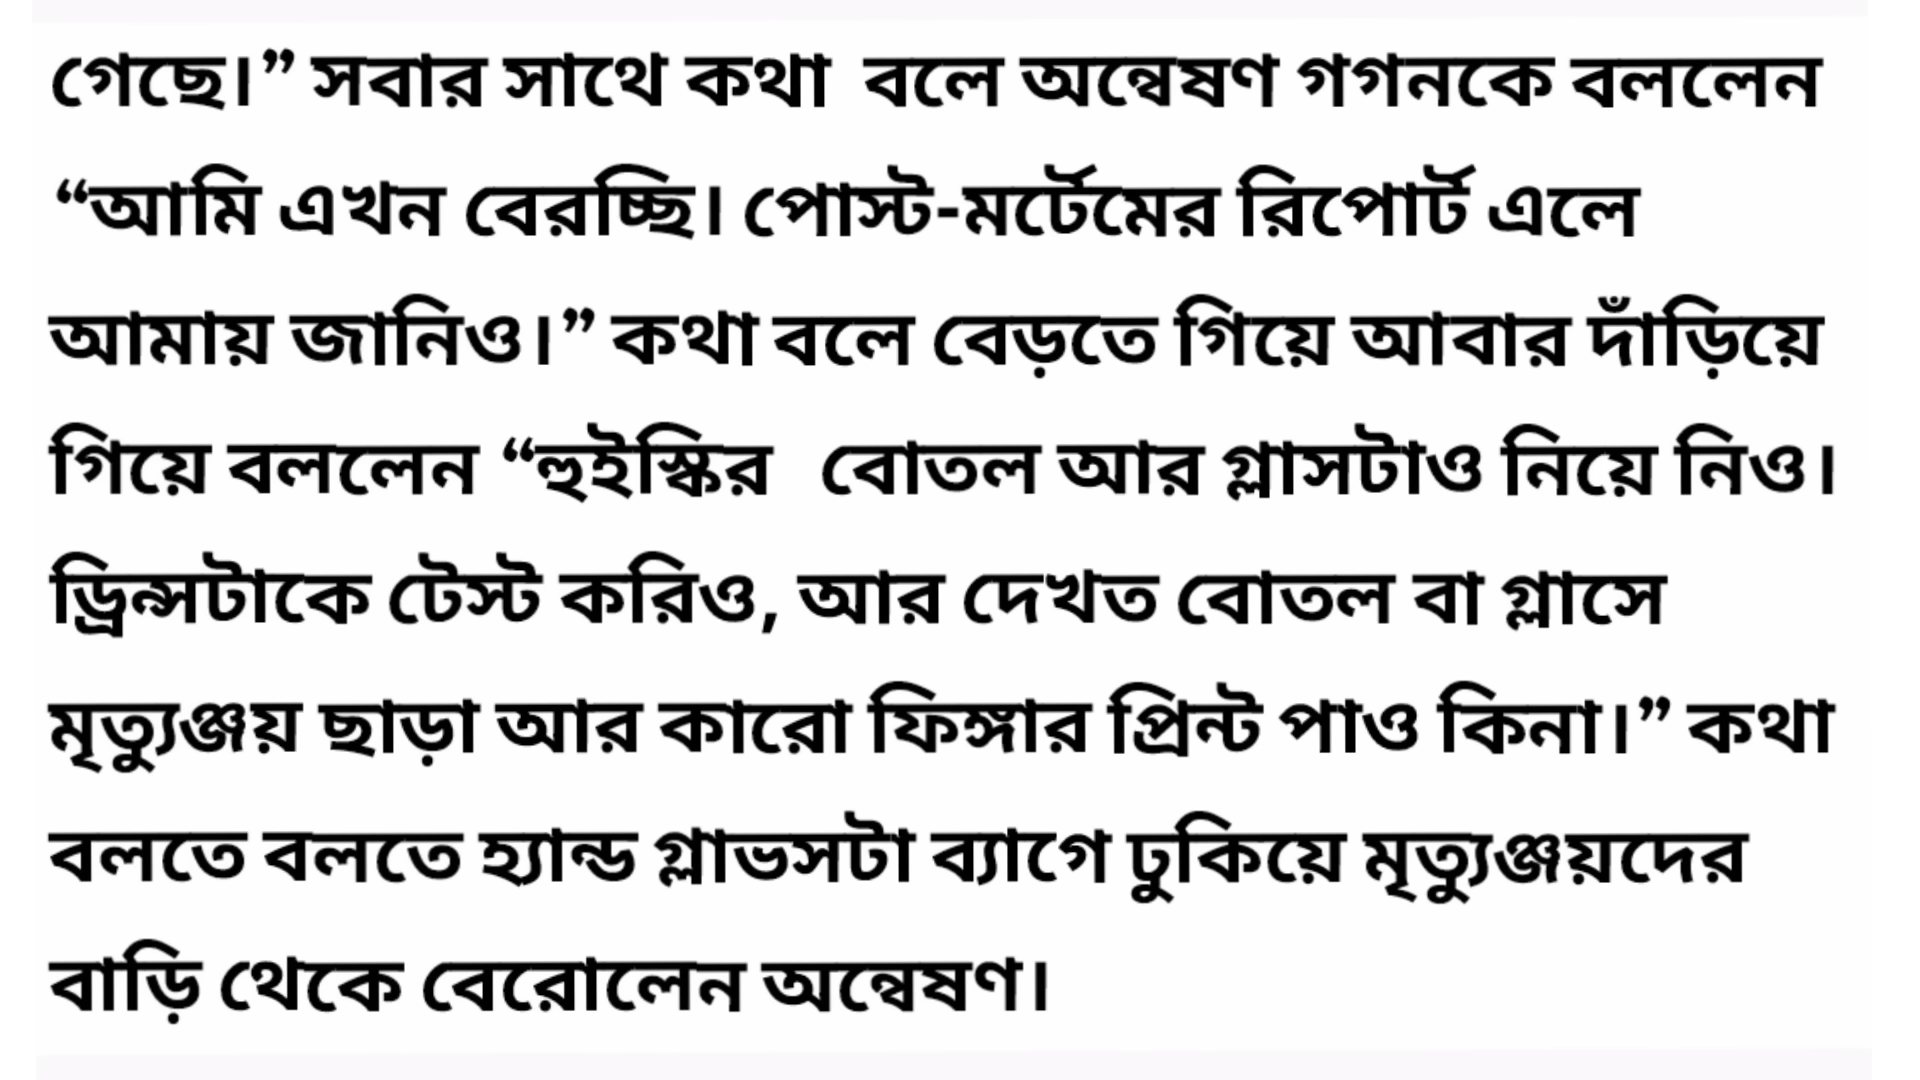 গেছে।” সবার সাথে কথা বলে অন্বেষণ গগনকে বললেন
“আমি এখন বেরচ্ছি। পোস্ট-মর্টেমের রিপোর্ট এলে
আমায় জানিও।” কথা বলে বেড়তে গিয়ে আবার দাঁড়িয়ে
গিয়ে বললেন “হুইস্কির বোতল আর গ্লাসটাও নিয়ে নিও।
ড্রিন্সটাকে টেস্ট করিও, আর দেখত বোতল বা গ্লাসে
মৃত্যুঞ্জয় ছাড়া আর কারো ফিঙ্গার প্রিন্ট পাও কিনা।” কথা
বলতে বলতে হ্যান্ড গ্লাভসটা ব্যাগে ঢুকিয়ে মৃত্যুঞ্জয়দের
বাড়ি থেকে বেরোলেন অন্বেষণ।